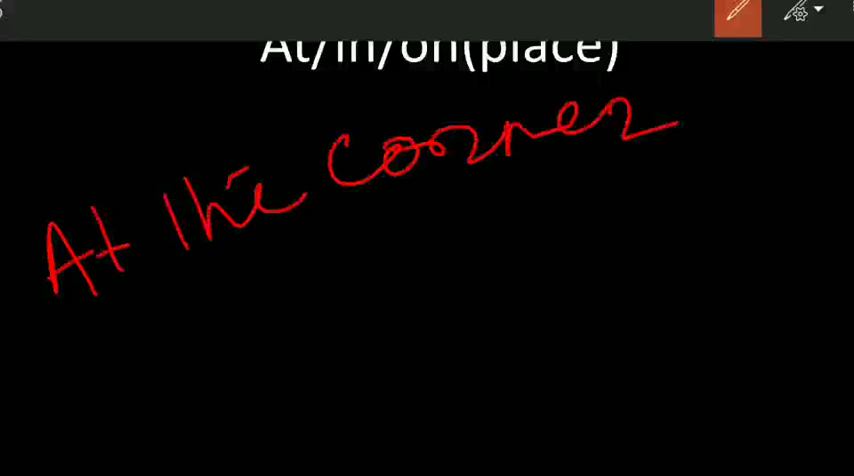 At/in/on(place)
At the corner